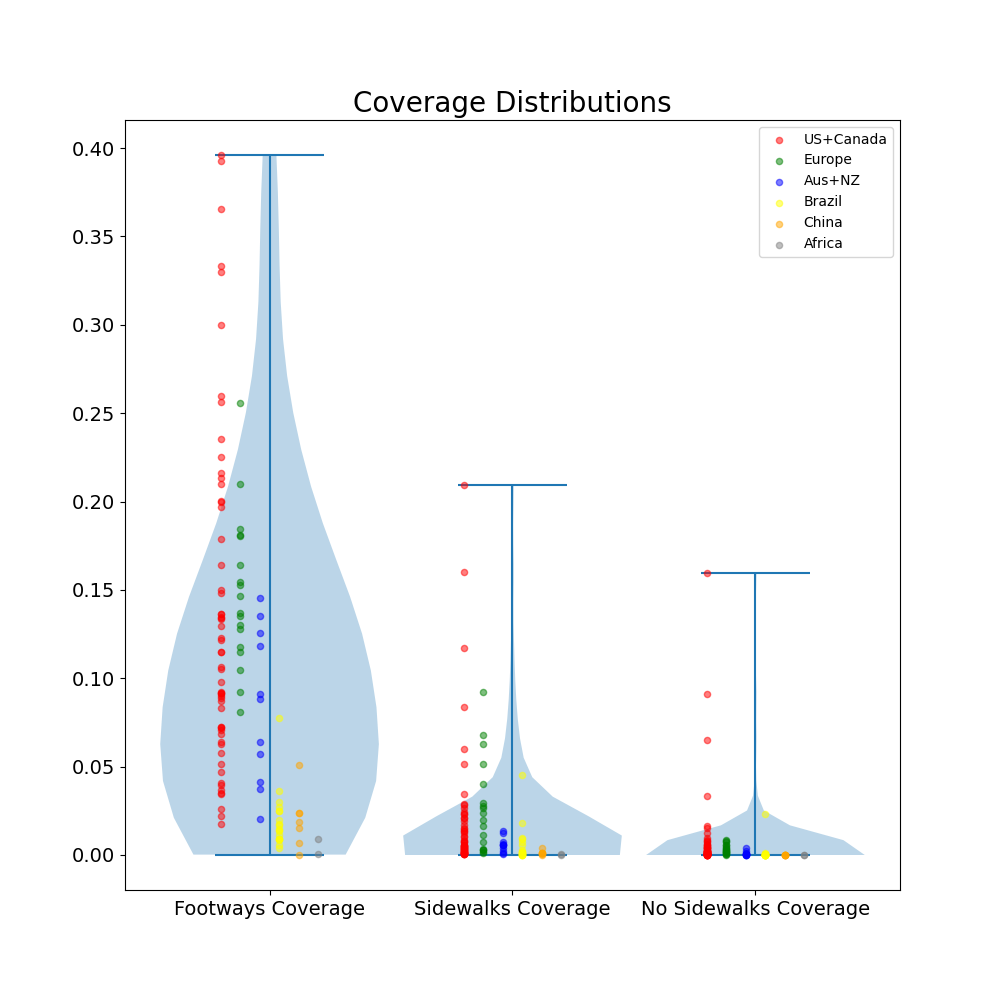 Coverage Distributions
US+Canada
Europe
Aus+NZ
Brazil
China
Africa
0.40
0.35
0.30
0.25
0.20
0.15
0.10
0.05
0.00
Footways Coverage
Sidewalks Coverage
No Sidewalks Coverage